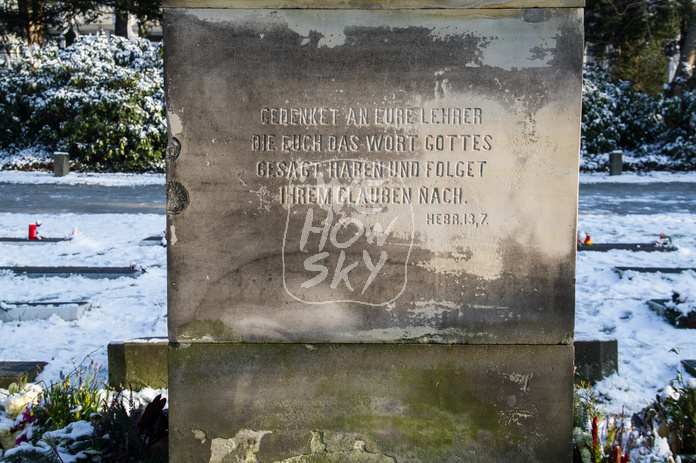 GEDENKET AN EURE LEHRER
DIE EUCH DAS WORT GOTTES
GESAGT HABEN UND FOLGET
IHREM GLAUBEN NACH.
HEBR. 13, 7.
HOW
SKY